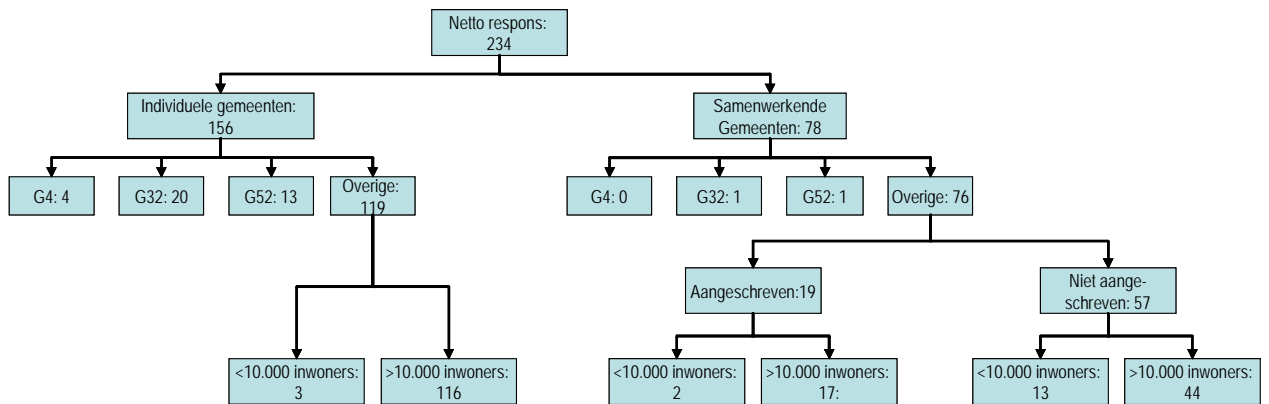 Netto respons:
234
Individuele gemeenten:
156
Samenwerkende
Gemeenten: 78
G4: 4
G32: 20
G52: 13
Overige:
119
G4: 0
G32: 1
G52: 1
Overige: 76
Aangeschreven:19
Niet aange-
schreven: 57
<10.000 inwoners:
3
>10.000 inwoners:
116
<10.000 inwoners:
2
>10.000 inwoners:
17:
<10.000 inwoners:
13
>10.000 inwoners:
44